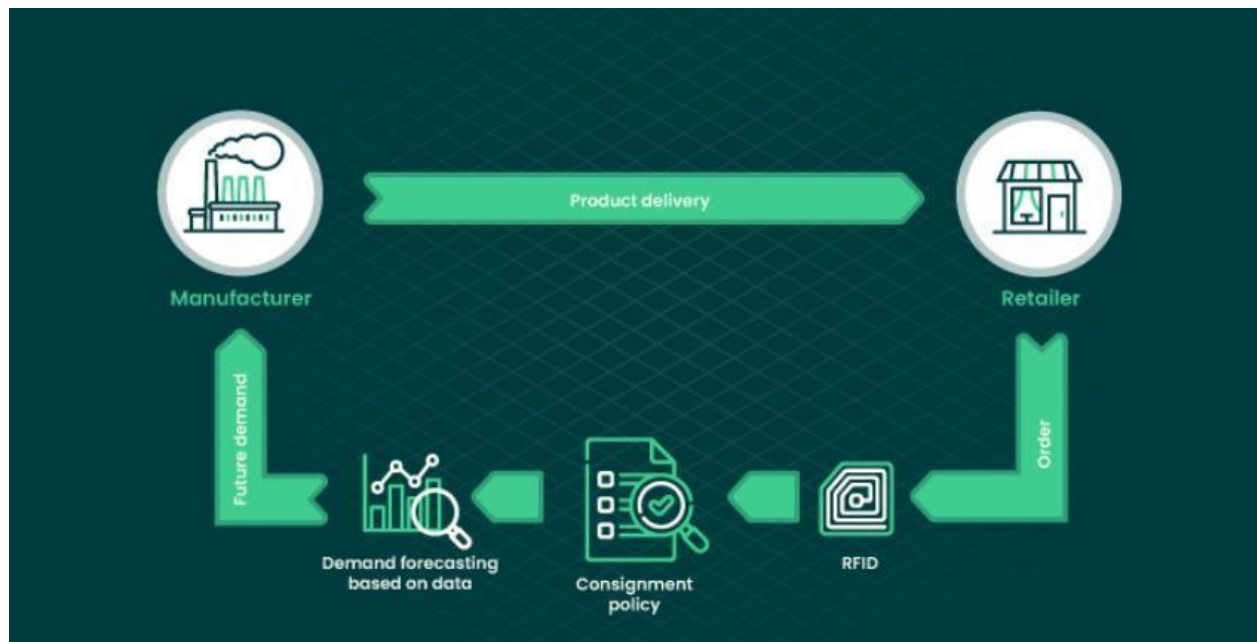 Product delivery
Manufacturer
Retailer
Future demand
Order
Demand forecasting
based on data
Consignment
policy
RFID